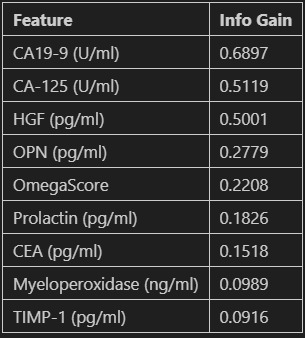 Feature Info Gain
CA19-9 (U/ml) 0.6897
CA-125 (U/ml) 0.5119
HGF (pg/ml) 0.5001
OPN (pg/ml) 0.2779
OmegaScore 0.2208
Prolactin (pg/ml) 0.1826
CEA (pg/ml) 0.1518
Myeloperoxidase (ng/ml) 0.0989
TIMP-1 (pg/ml) 0.0916